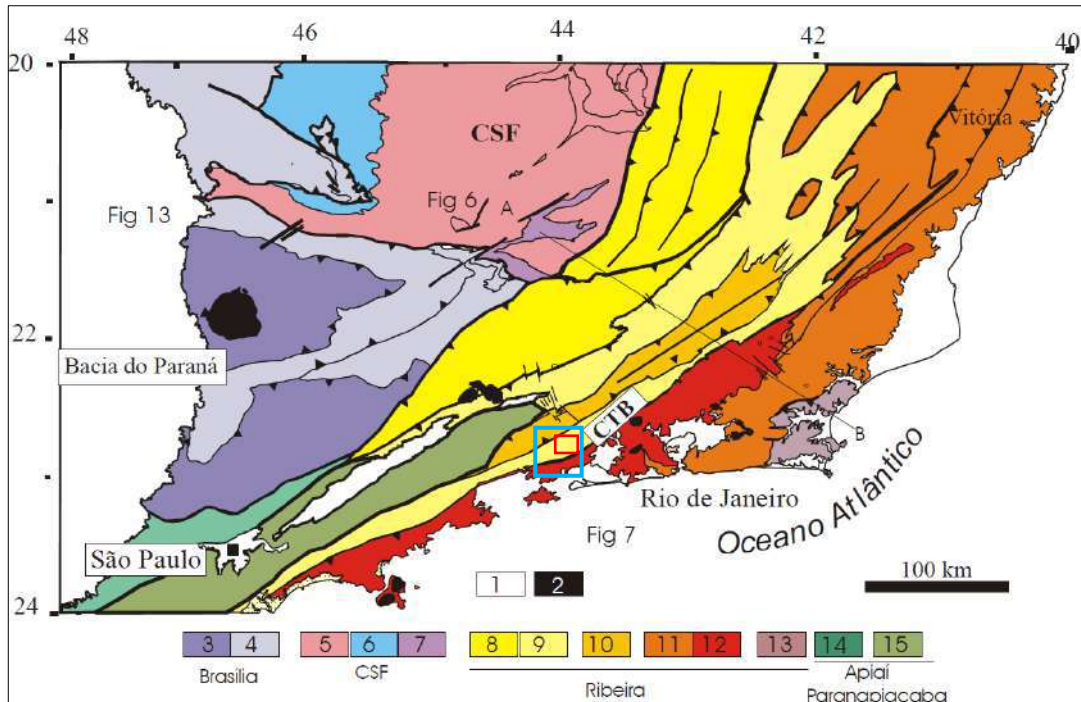 48 46 44 42 40
20
CSF
Vitória
Fig 6 A
Fig 13
22
Bacia do Paraná
CTB
B
Rio de Janeiro
Oceano Atlântico
Fig 7
São Paulo
1 2
100 km
24
3 4 5 6 7 8 9 10 11 12 13 14 15
Brasília CSF Ribeira Apiaí
Paranapiacaba